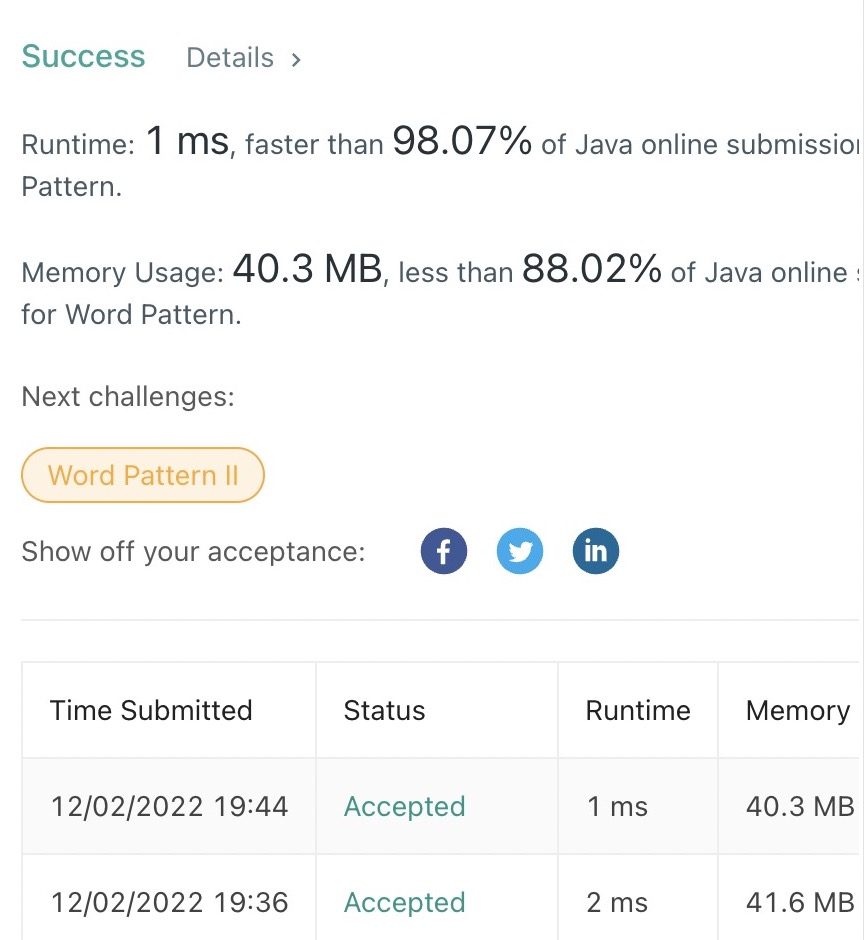 Success Details >
Runtime: 1 ms, faster than 98.07% of Java online
Pattern.
Memory Usage: 40.3 MB, less than 88.02% of Java online
for Word Pattern.
Next challenges:
Word Pattern II
Show off your acceptance: f in
Time Submitted Status Runtime Memory
12/02/2022 19:44 Accepted 1 ms 40.3 MB
12/02/2022 19:36 Accepted 2 ms 41.6 MB